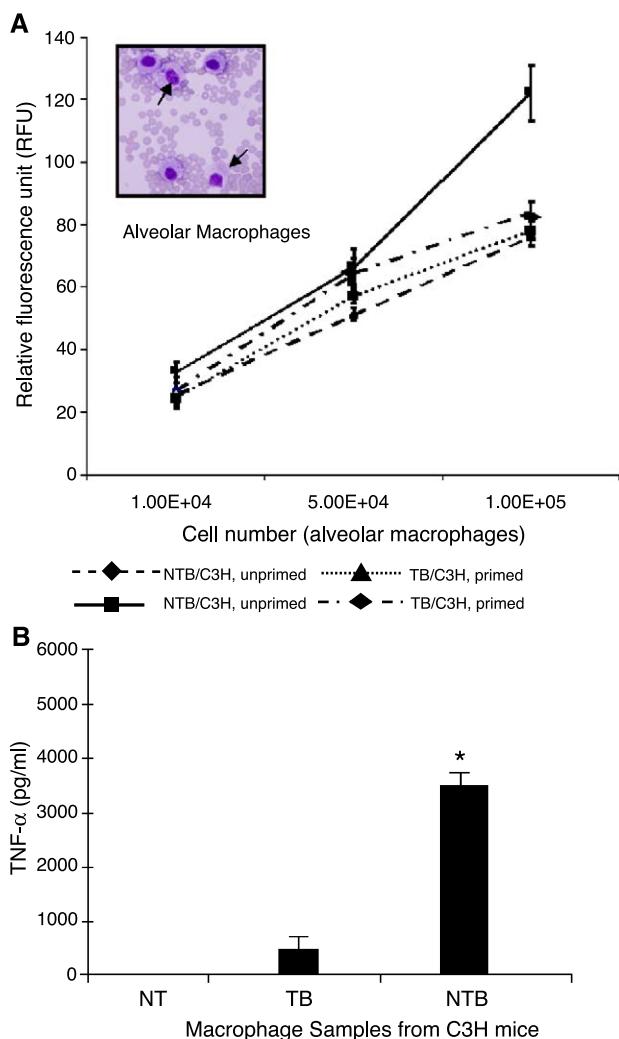 A
Relative fluorescence unit (RFU)
140
120
100
80
60
40
20
0
Alveolar Macrophages
1.00E+04 5.00E+04 1.00E+05
Cell number (alveolar macrophages)
NTB/C3H, unprimed TB/C3H, primed
NTB/C3H, unprimed TB/C3H, primed
B
TNF-α (pg/ml)
6000
5000
4000
3000
2000
1000
0
*
NT TB NTB
Macrophage Samples from C3H mice